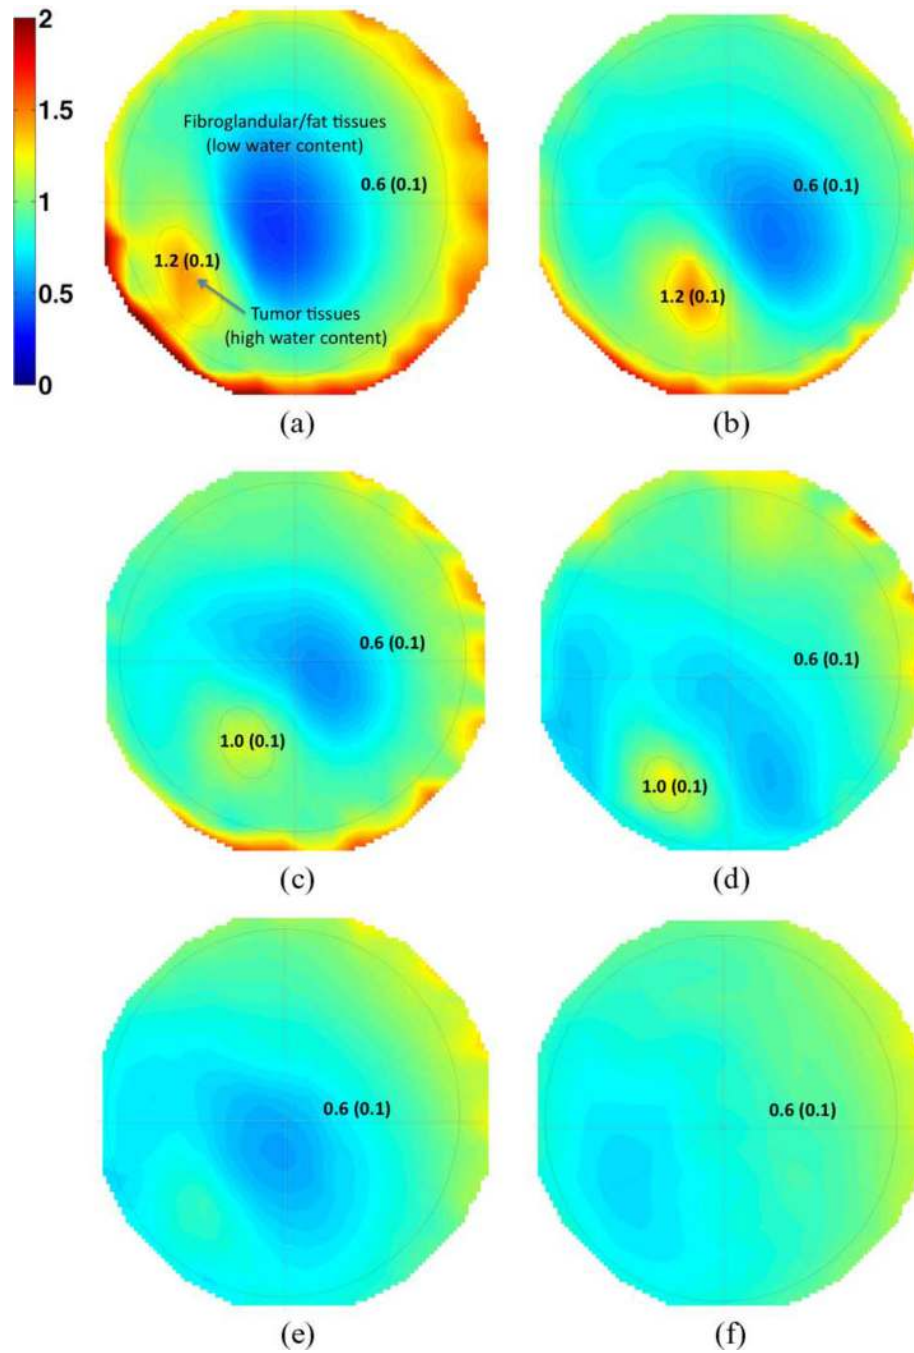 2
1.5
1
0.5
0
Fibroglandular/fat tissues
(low water content)
0.6 (0.1)
1.2 (0.1)
Tumor tissues
(high water content)
(a)
0.6 (0.1)
1.2 (0.1)
(b)
0.6 (0.1)
1.0 (0.1)
(c)
0.6 (0.1)
1.0 (0.1)
(d)
0.6 (0.1)
(e)
0.6 (0.1)
(f)